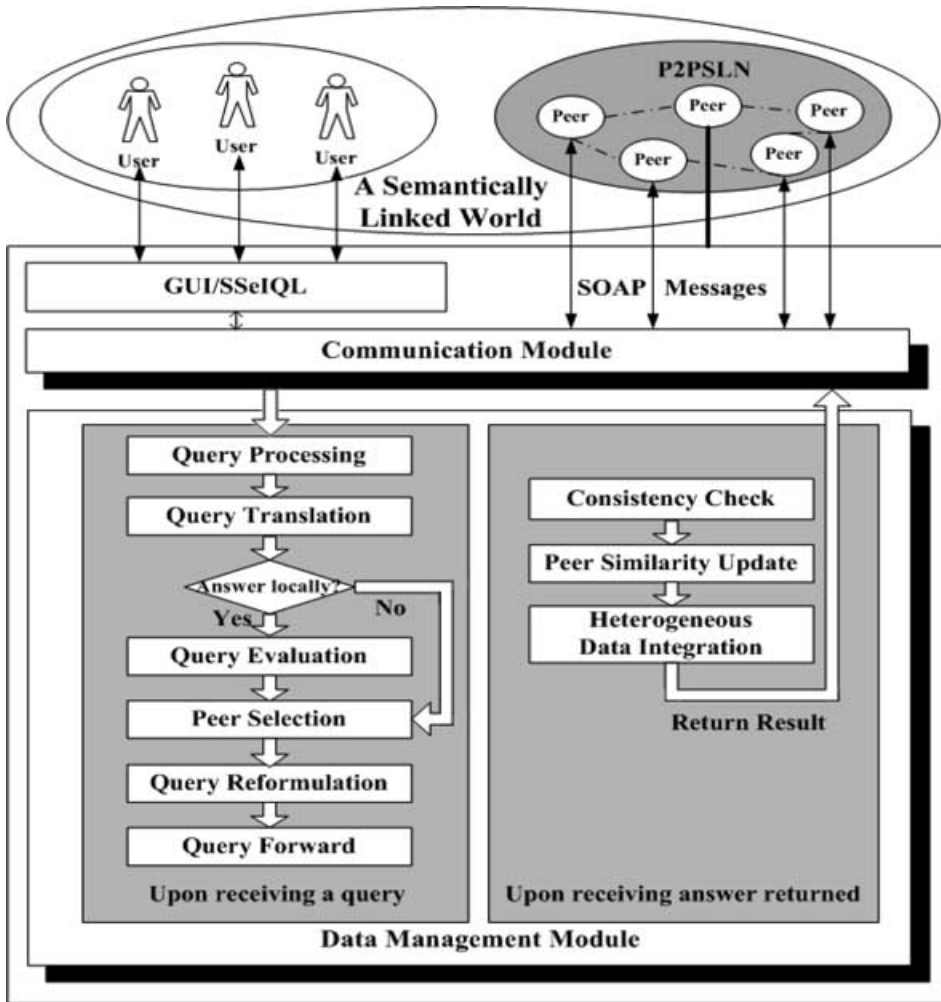 P2PSLN
Peer
Peer
Peer
Peer
Peer
User
User
User
A Semantically
Linked World
GUI/SSeIQL
SOAP Messages
Communication Module
Query Processing
Query Translation
Answer locally?
Yes
No
Query Evaluation
Peer Selection
Query Reformulation
Query Forward
Upon receiving a query
Consistency Check
Peer Similarity Update
Heterogeneous
Data Integration
Return Result
Upon receiving answer returned
Data Management Module